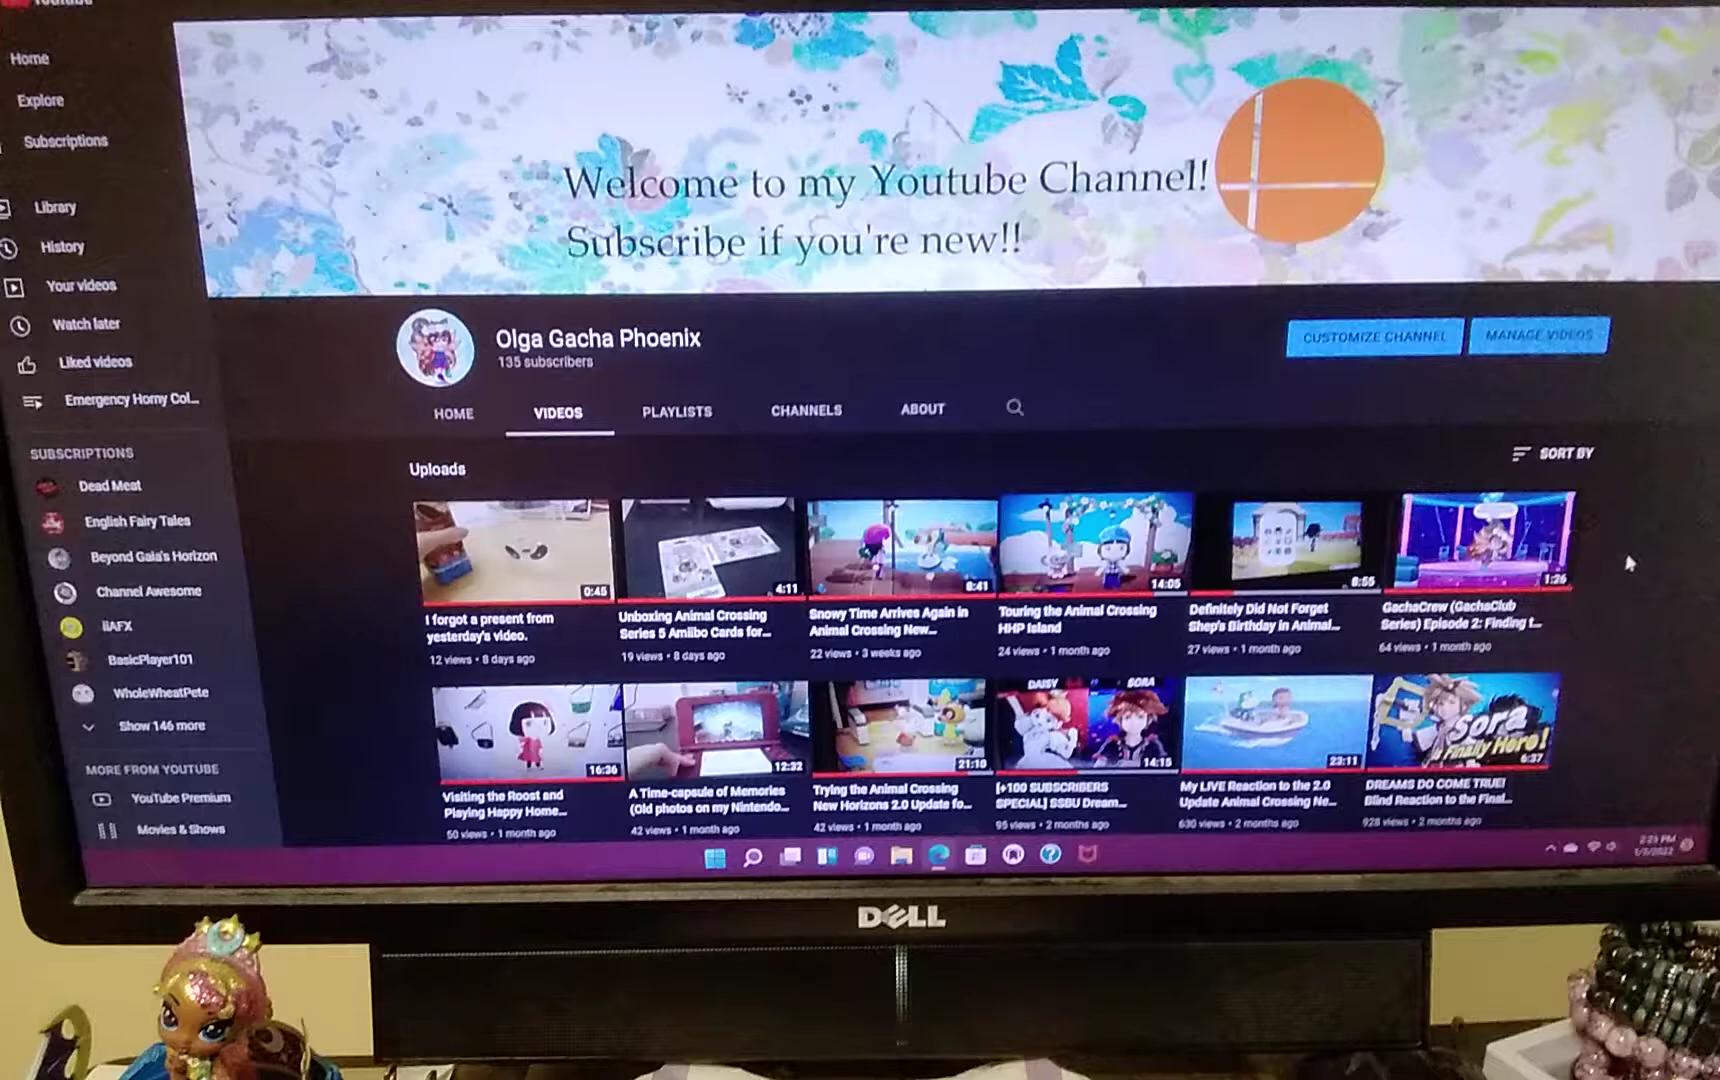 Home
Explore
Subscriptions
Library
History
Your videos
Watch later
Liked videos
Emergency Horny Col...
SUBSCRIPTIONS
Dead Meat
English Fairy Tales
Beyond Gaia's Horizon
Channel Awesome
iiAFX
BasicPlayer101
WholeWheatPete
Show 146 more
MORE FROM YOUTUBE
YouTube Premium
Movies & Shows
Welcome to my Youtube Channel!
Subscribe if you're new!!
Olga Gacha Phoenix
135 subscribers
CUSTOMIZE CHANNEL
MANAGE VIDEOS
HOME
VIDEOS
PLAYLISTS
CHANNELS
ABOUT
Uploads
SORT BY
0:45
I forgot a present from
yesterday's video.
12 views • 8 days ago
4:11
Unboxing Animal Crossing
Series 5 Amiibo Cards for...
19 views • 8 days ago
8:41
Snowy Time Arrives Again in
Animal Crossing New...
22 views • 3 weeks ago
14:05
Touring the Animal Crossing
HHP Island
24 views • 1 month ago
8:55
Definitely Did Not Forget
Shep's Birthday in Animal...
27 views • 1 month ago
1:26
GachaCrew (GachaClub
Series) Episode 2: Finding t...
64 views • 1 month ago
16:36
Visiting the Roost and
Playing Happy Home...
50 views • 1 month ago
12:32
A Time-capsule of Memories
(Old photos on my Nintendo...
42 views • 1 month ago
21:10
Trying the Animal Crossing
New Horizons 2.0 Update fo...
42 views • 1 month ago
DAISY
SORA
14:15
[+100 SUBSCRIBERS
SPECIAL] SSBU Dream...
95 views • 2 months ago
23:11
My LIVE Reaction to the 2.0
Update Animal Crossing Ne...
630 views • 2 months ago
Sora
Finally Here!
6:37
DREAMS DO COME TRUE!
Blind Reaction to the Final...
928 views • 2 months ago
2:23 PM
DELL